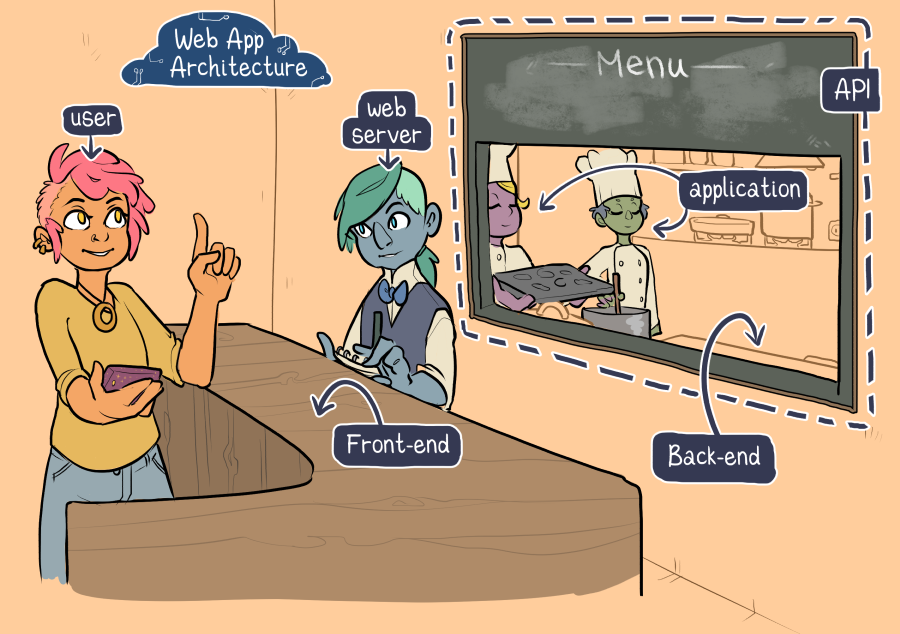 Web App
Architecture
user
web
server
Menu
API
application
Front-end
Back-end